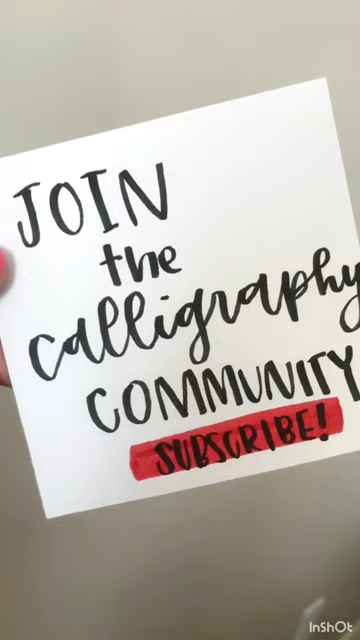 JOIN
the
calligraphy
COMMUNITY
SUBSCRIBE!
InShOt